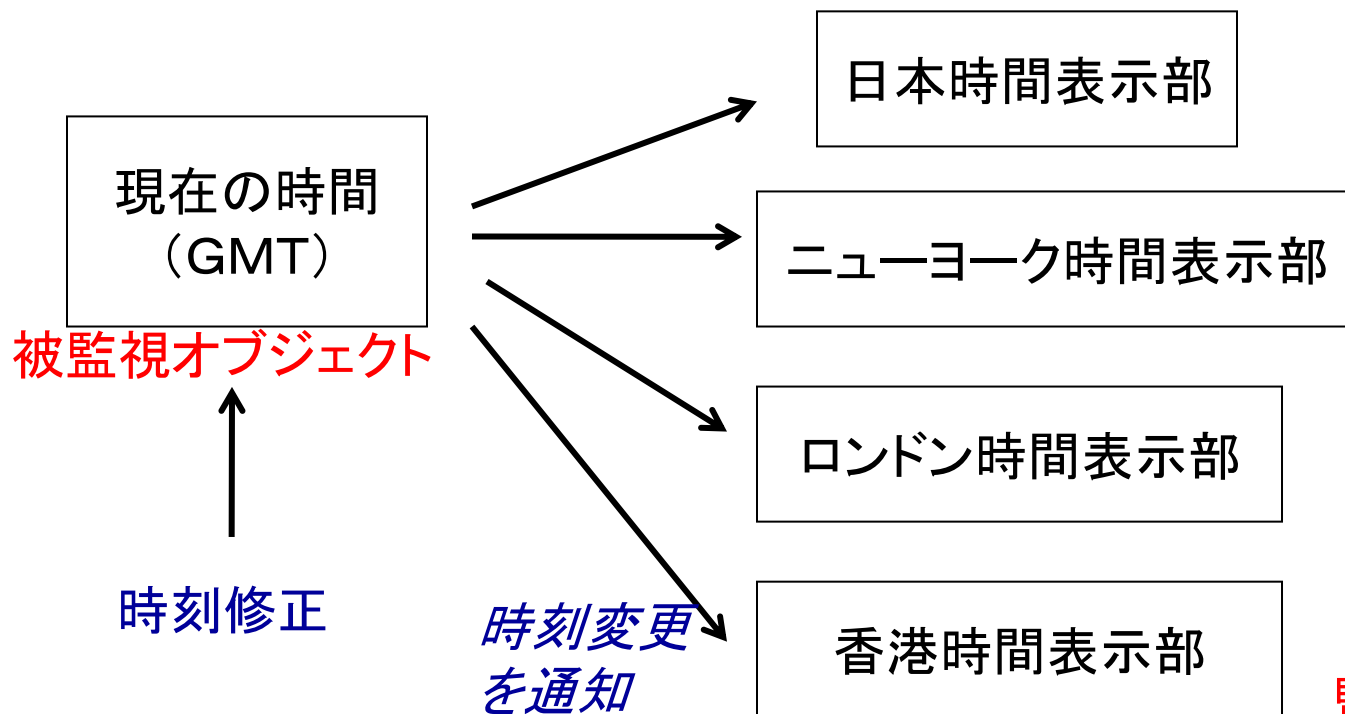 日本時間表示部
現在の時間
（GMT）
ニューヨーク時間表示部
被監視オブジェクト
ロンドン時間表示部
時刻修正
時刻変更
を通知
香港時間表示部